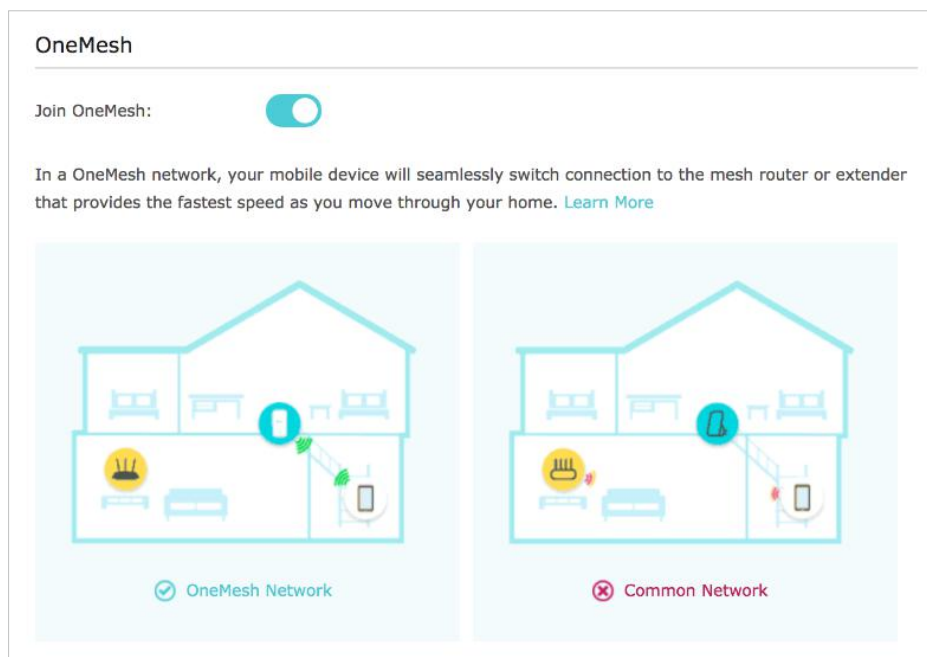 OneMesh
Join OneMesh:
In a OneMesh network, your mobile device will seamlessly switch connection to the mesh router or extender
that provides the fastest speed as you move through your home. Learn More
OneMesh Network
Common Network